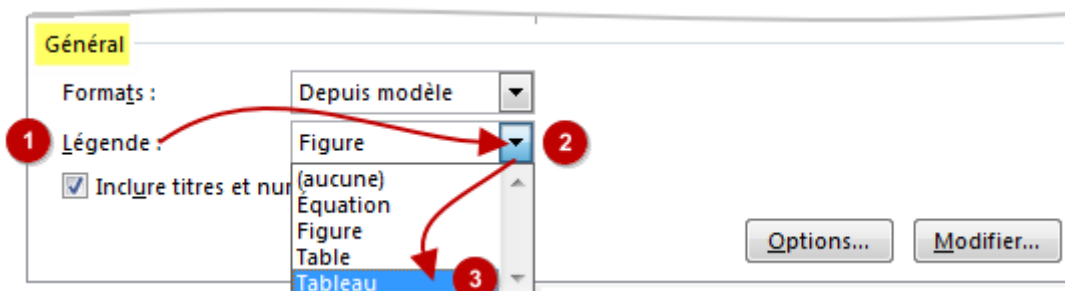 Général
Formats : Depuis modèle
1 Légende : Figure 2
Inclure titres et nur
(aucune)
Équation
Figure
Table
Tableau 3
Options... Modifier...